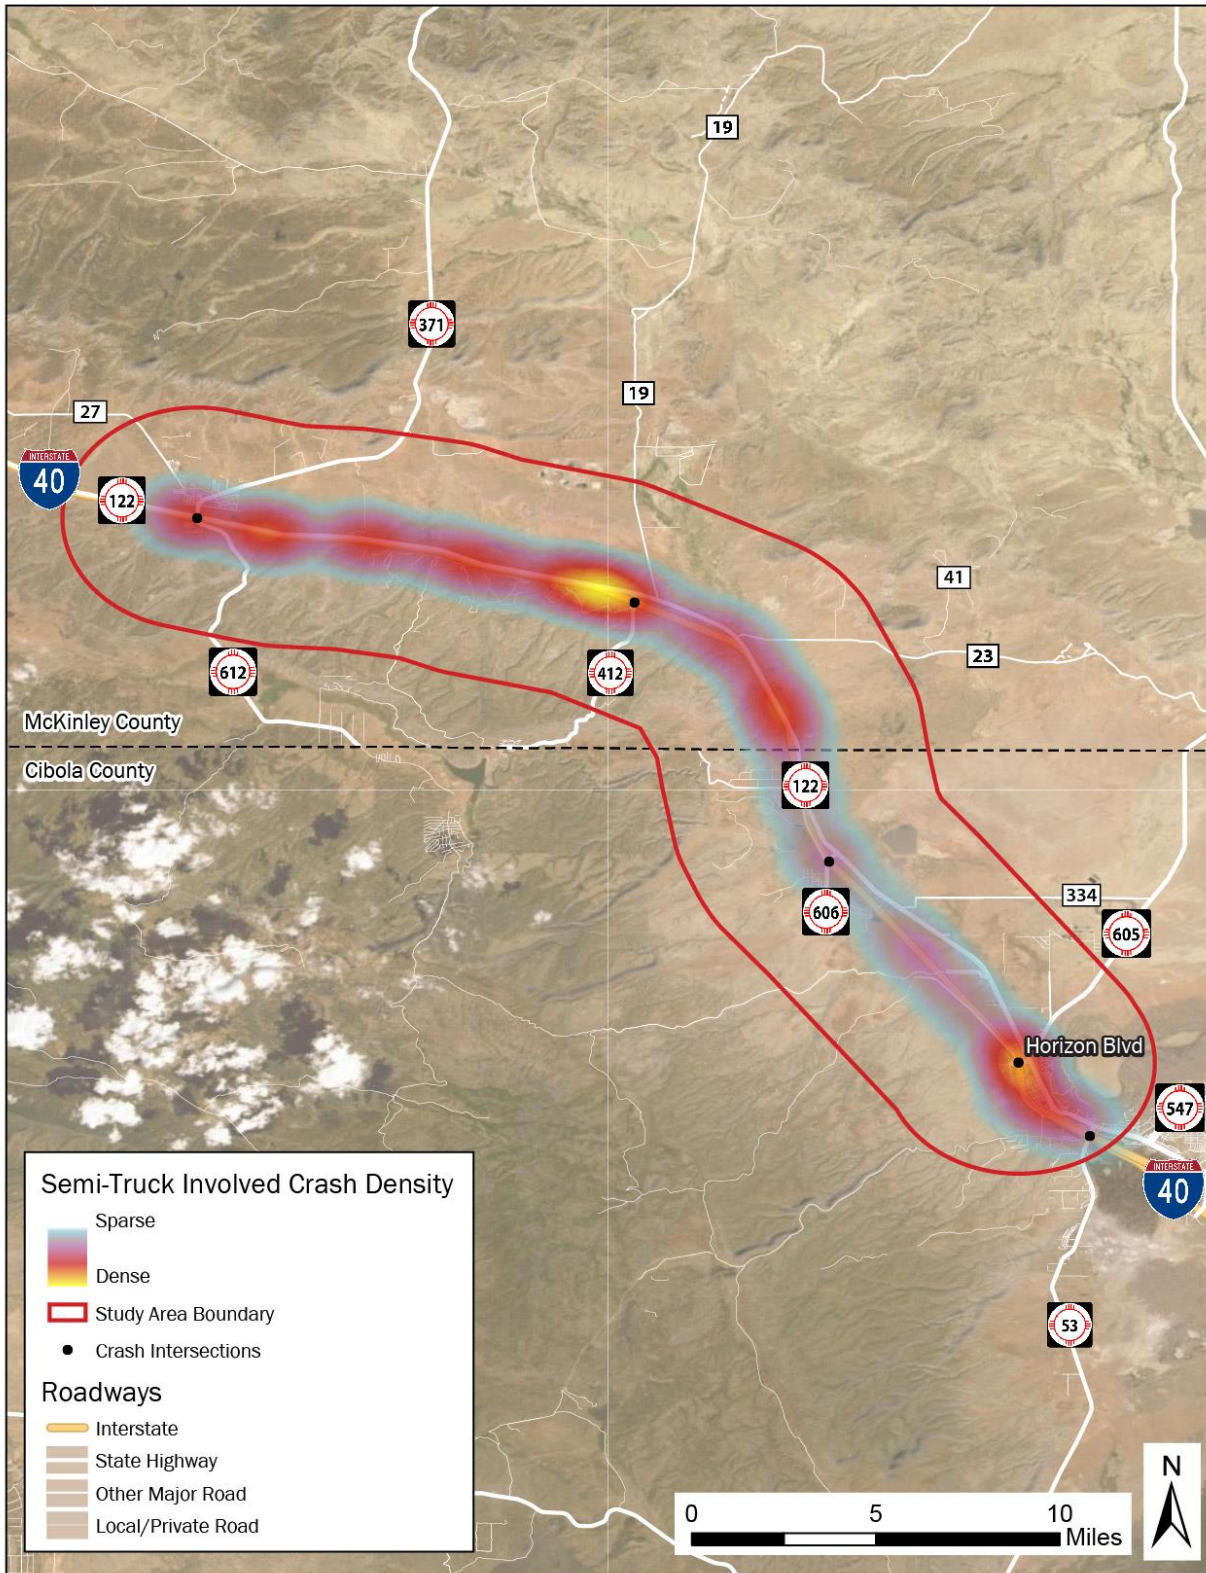 19
371
19
27
INTERSTATE
40
122
41
23
612
412
McKinley County
Cibola County
122
334
606
605
Horizon Blvd
547
INTERSTATE
40
53
Semi-Truck Involved Crash Density
Sparse
Dense
Study Area Boundary
Crash Intersections
Roadways
Interstate
State Highway
Other Major Road
Local/Private Road
N
0 5 10
Miles